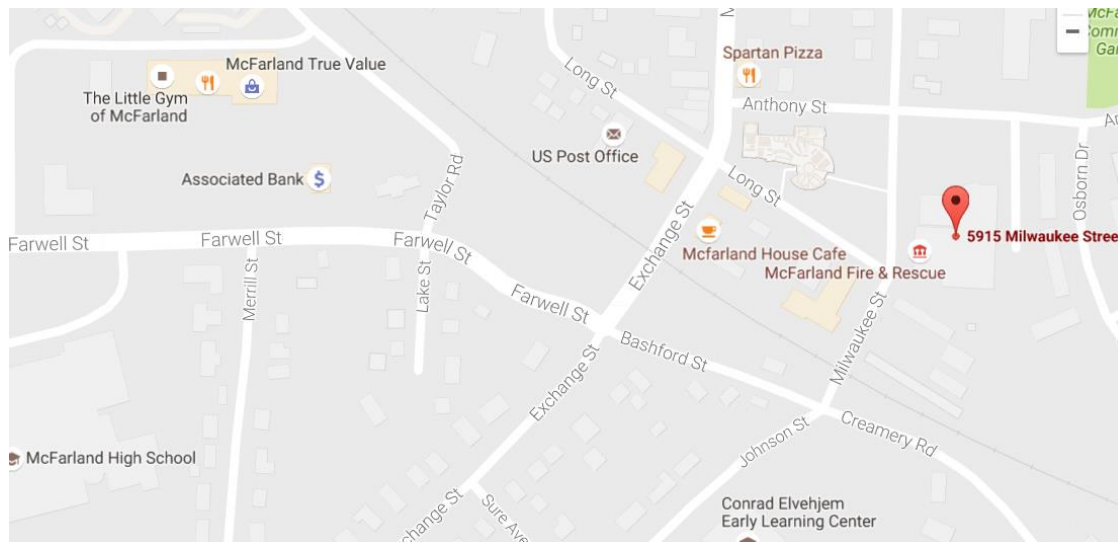 McFarland True Value
The Little Gym
of McFarland
Associated Bank
$
Farwell St
Farwell St
Farwell St
Farwell St
Merrill St
Lake St
Taylor Rd
McFarland High School
Long St
US Post Office
Spartan Pizza
Anthony St
Long St
Exchange St
Mcfarland House Cafe
McFarland Fire & Rescue
5915 Milwaukee Stree
Osborn Dr
Milwaukee St
Bashford St
Exchange St
Johnson St
Creamery Rd
change St
Sure Ave
Conrad Elvehjem
Early Learning Center